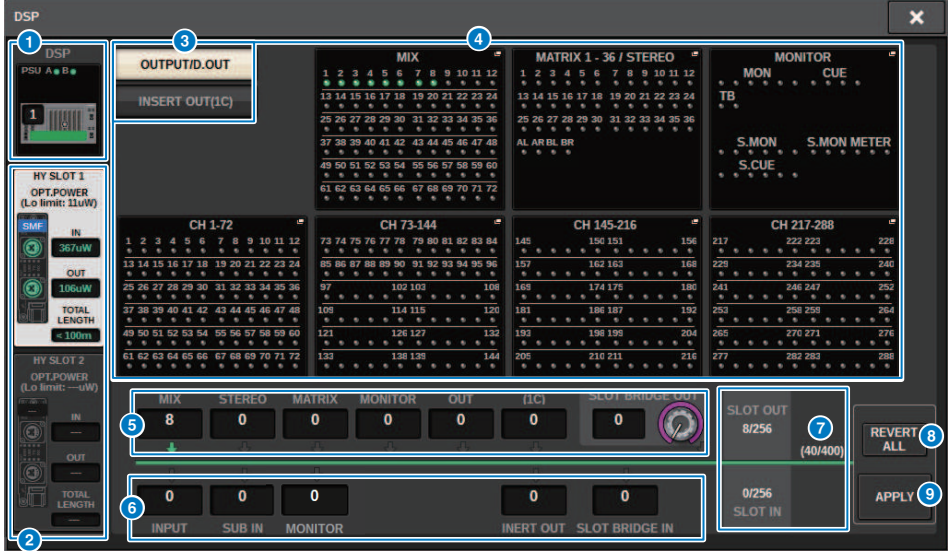 DSP
1
DSP
PSU A B
1
2
HY SLOT 1
OPT.POWER
(Lo limit: 11uW)
SMF
IN
367uW
OUT
106uW
TOTAL
LENGTH
< 100m
HY SLOT 2
OPT.POWER
(Lo limit: ---uW)
---
IN
---
OUT
---
TOTAL
LENGTH
---
3
OUTPUT/D.OUT
INSERT OUT(1C)
4
MIX
1 2 3 4 5 6 7 8 9 10 11 12
13 14 15 16 17 18 19 20 21 22 23 24
25 26 27 28 29 30 31 32 33 34 35 36
37 38 39 40 41 42 43 44 45 46 47 48
49 50 51 52 53 54 55 56 57 58 59 60
61 62 63 64 65 66 67 68 69 70 71 72
MATRIX 1 - 36 / STEREO
1 2 3 4 5 6 7 8 9 10 11 12
13 14 15 16 17 18 19 20 21 22 23 24
25 26 27 28 29 30 31 32 33 34 35 36
AL AR BL BR
MONITOR
MON CUE
TB
S.MON S.MON METER
S.CUE
CH 1-72
1 2 3 4 5 6 7 8 9 10 11 12
13 14 15 16 17 18 19 20 21 22 23 24
25 26 27 28 29 30 31 32 33 34 35 36
37 38 39 40 41 42 43 44 45 46 47 48
49 50 51 52 53 54 55 56 57 58 59 60
61 62 63 64 65 66 67 68 69 70 71 72
CH 73-144
73 74 75 76 77 78 79 80 81 82 83 84
85 86 87 88 89 90 91 92 93 94 95 96
97 102 103 108
109 114 115 120
121 126 127 132
133 138 139 144
CH 145-216
145 150 151 156
157 162 163 168
169 174 175 180
181 186 187 192
193 198 199 204
205 210 211 216
CH 217-288
217 222 223 228
229 234 235 240
241 246 247 252
253 258 259 264
265 270 271 276
277 282 283 288
5
MIX STEREO MATRIX MONITOR OUT (1C) SLOT BRIDGE OUT
8 0 0 0 0 0 0
6
0 0 0 0 0
INPUT SUB IN MONITOR INERT OUT SLOT BRIDGE IN
SLOT OUT
8/256
7
(40/400)
0/256
SLOT IN
REVERT
ALL
8
APPLY
9